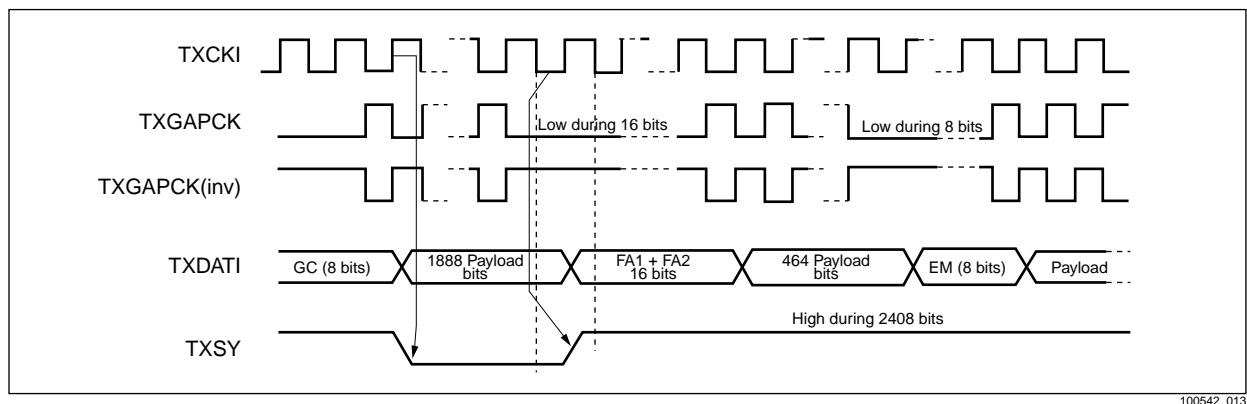 TXCKI
TXGAPCK
Low during 16 bits
Low during 8 bits
TXGAPCK(inv)
TXDATI
GC (8 bits)
1888 Payload
bits
FA1 + FA2
16 bits
464 Payload
bits
EM (8 bits)
Payload
High during 2408 bits
TXSY
100542_013